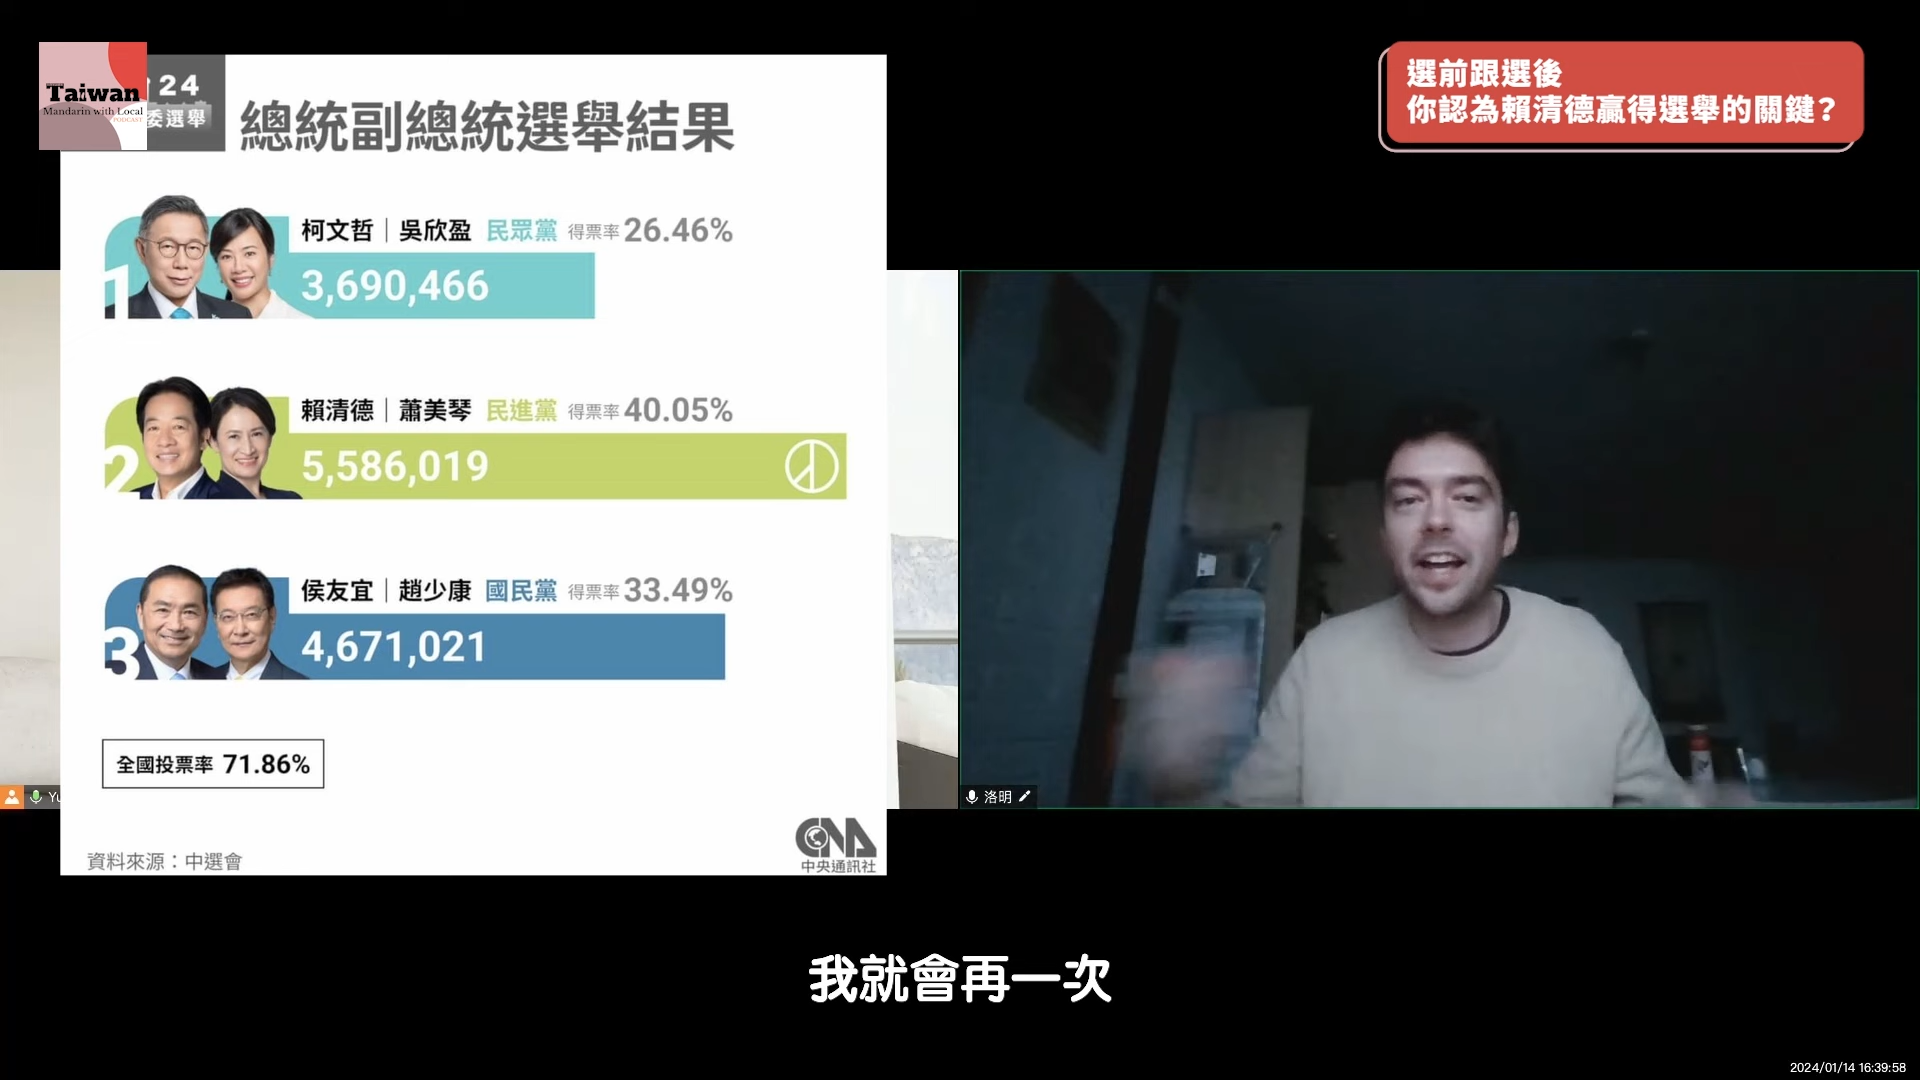 Taiwan
Mandarin with Local
PODCAST
24
委選舉
總統副總統選舉結果
選前跟選後
你認為賴清德贏得選舉的關鍵？
1
柯文哲｜吳欣盈 民眾黨 得票率 26.46%
3,690,466
2
賴清德｜蕭美琴 民進黨 得票率 40.05%
5,586,019
3
侯友宜｜趙少康 國民黨 得票率 33.49%
4,671,021
全國投票率 71.86%
Yu
洛明
CNA
中央通訊社
資料來源：中選會
我就會再一次
2024/01/14 16:39:58